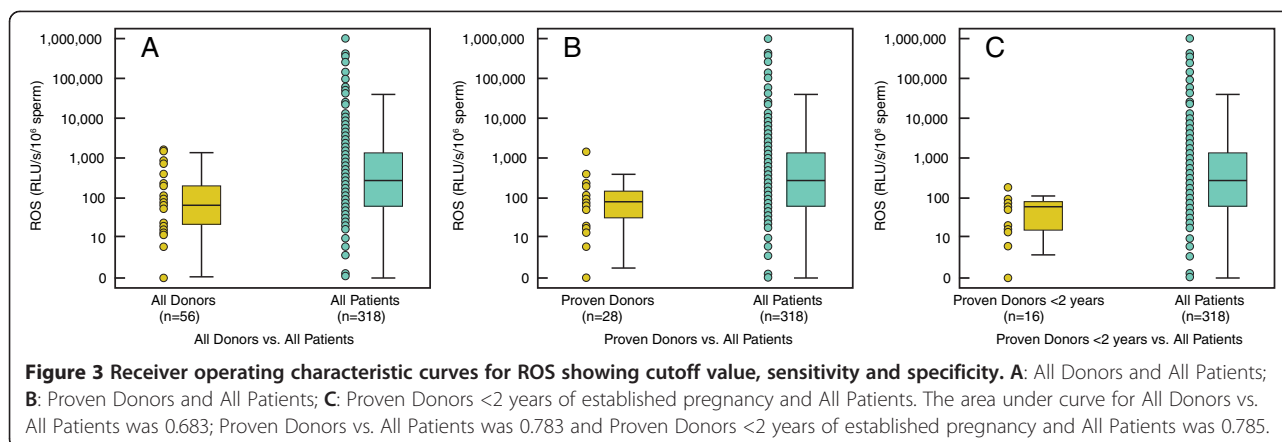 A
1,000,000
100,000
10,000
1,000
100
10
0
ROS (RLU/s/10⁶ sperm)
All Donors
(n=56)
All Patients
(n=318)
All Donors vs. All Patients
B
1,000,000
100,000
10,000
1,000
100
10
0
ROS (RLU/s/10⁶ sperm)
Proven Donors
(n=28)
All Patients
(n=318)
Proven Donors vs. All Patients
C
1,000,000
100,000
10,000
1,000
100
10
0
ROS (RLU/s/10⁶ sperm)
Proven Donors <2 years
(n=16)
All Patients
(n=318)
Proven Donors <2 years vs. All Patients
Figure 3 Receiver operating characteristic curves for ROS showing cutoff value, sensitivity and specificity. A: All Donors and All Patients;
B: Proven Donors and All Patients; C: Proven Donors <2 years of established pregnancy and All Patients. The area under curve for All Donors vs.
All Patients was 0.683; Proven Donors vs. All Patients was 0.783 and Proven Donors <2 years of established pregnancy and All Patients was 0.785.